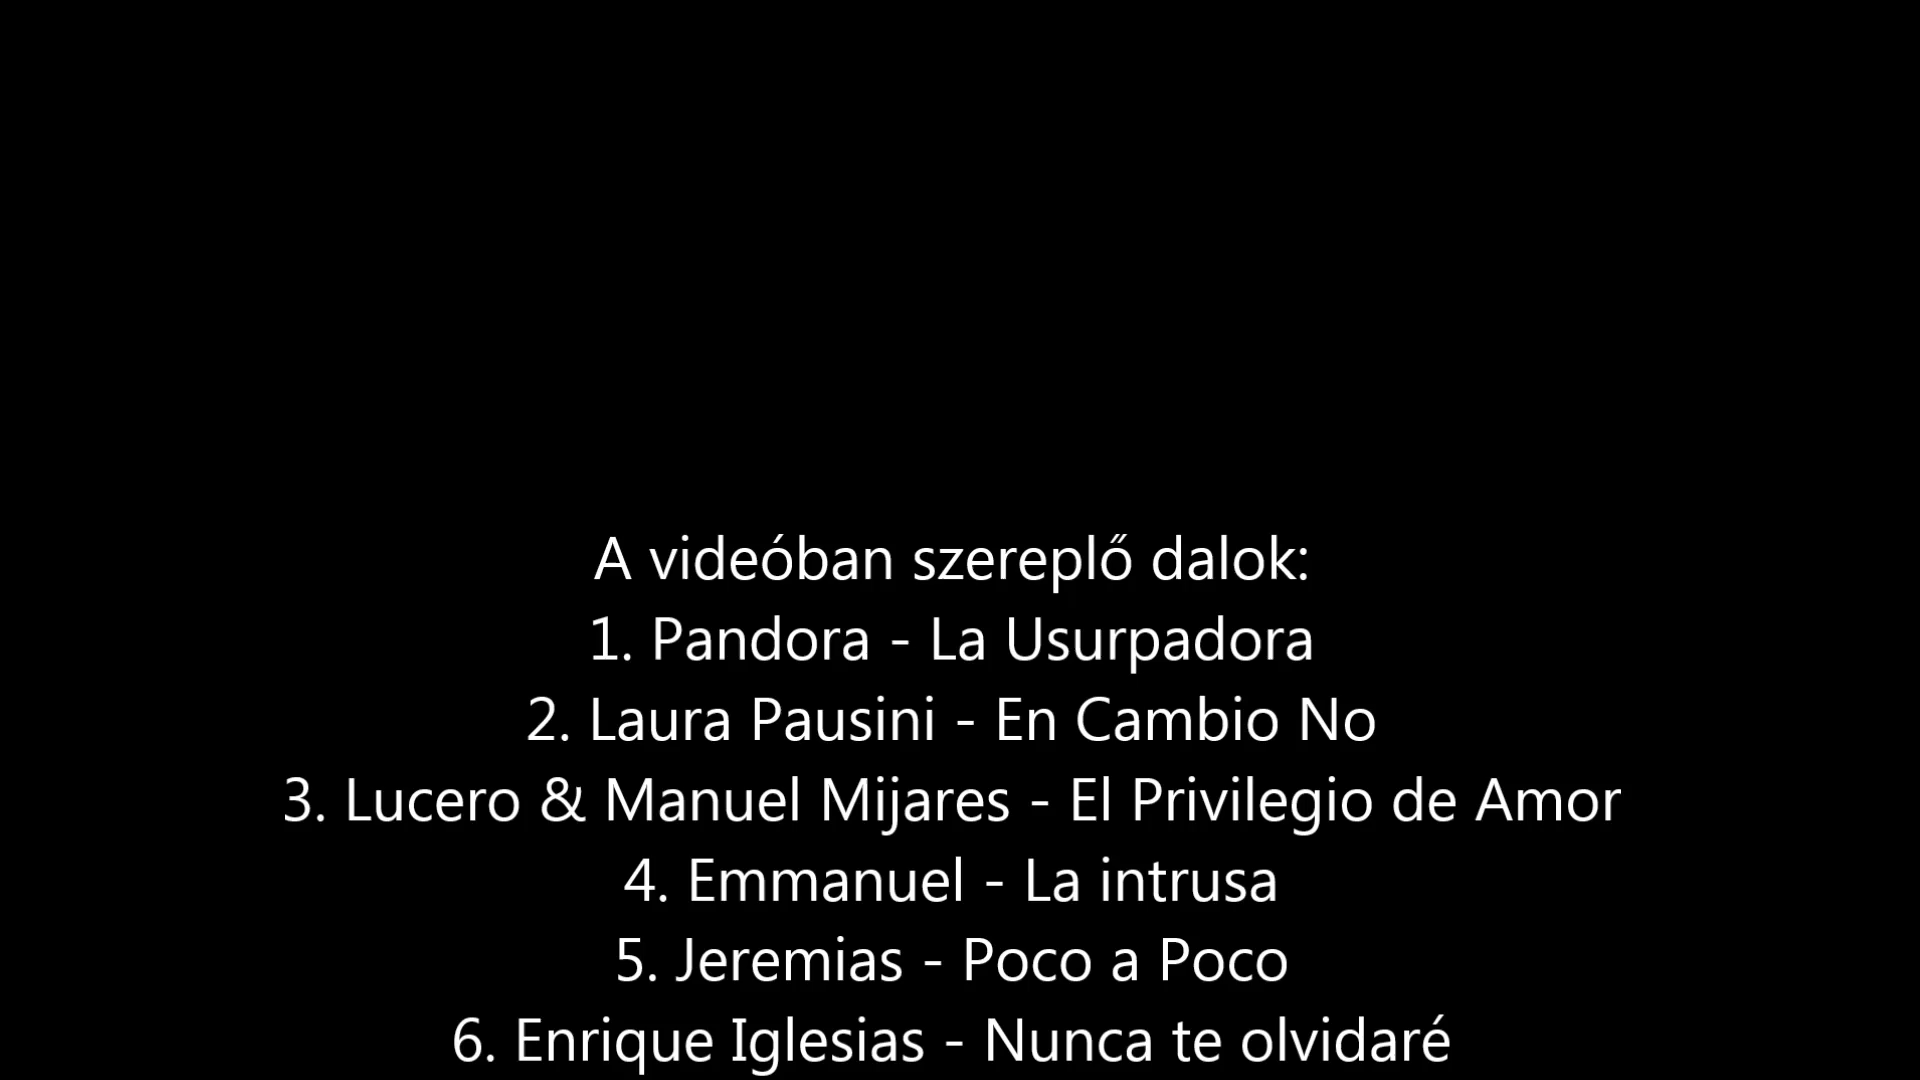 A videóban szereplő dalok:
1. Pandora - La Usurpadora
2. Laura Pausini - En Cambio No
3. Lucero & Manuel Mijares - El Privilegio de Amor
4. Emmanuel - La intrusa
5. Jeremias - Poco a Poco
6. Enrique Iglesias - Nunca te olvidaré